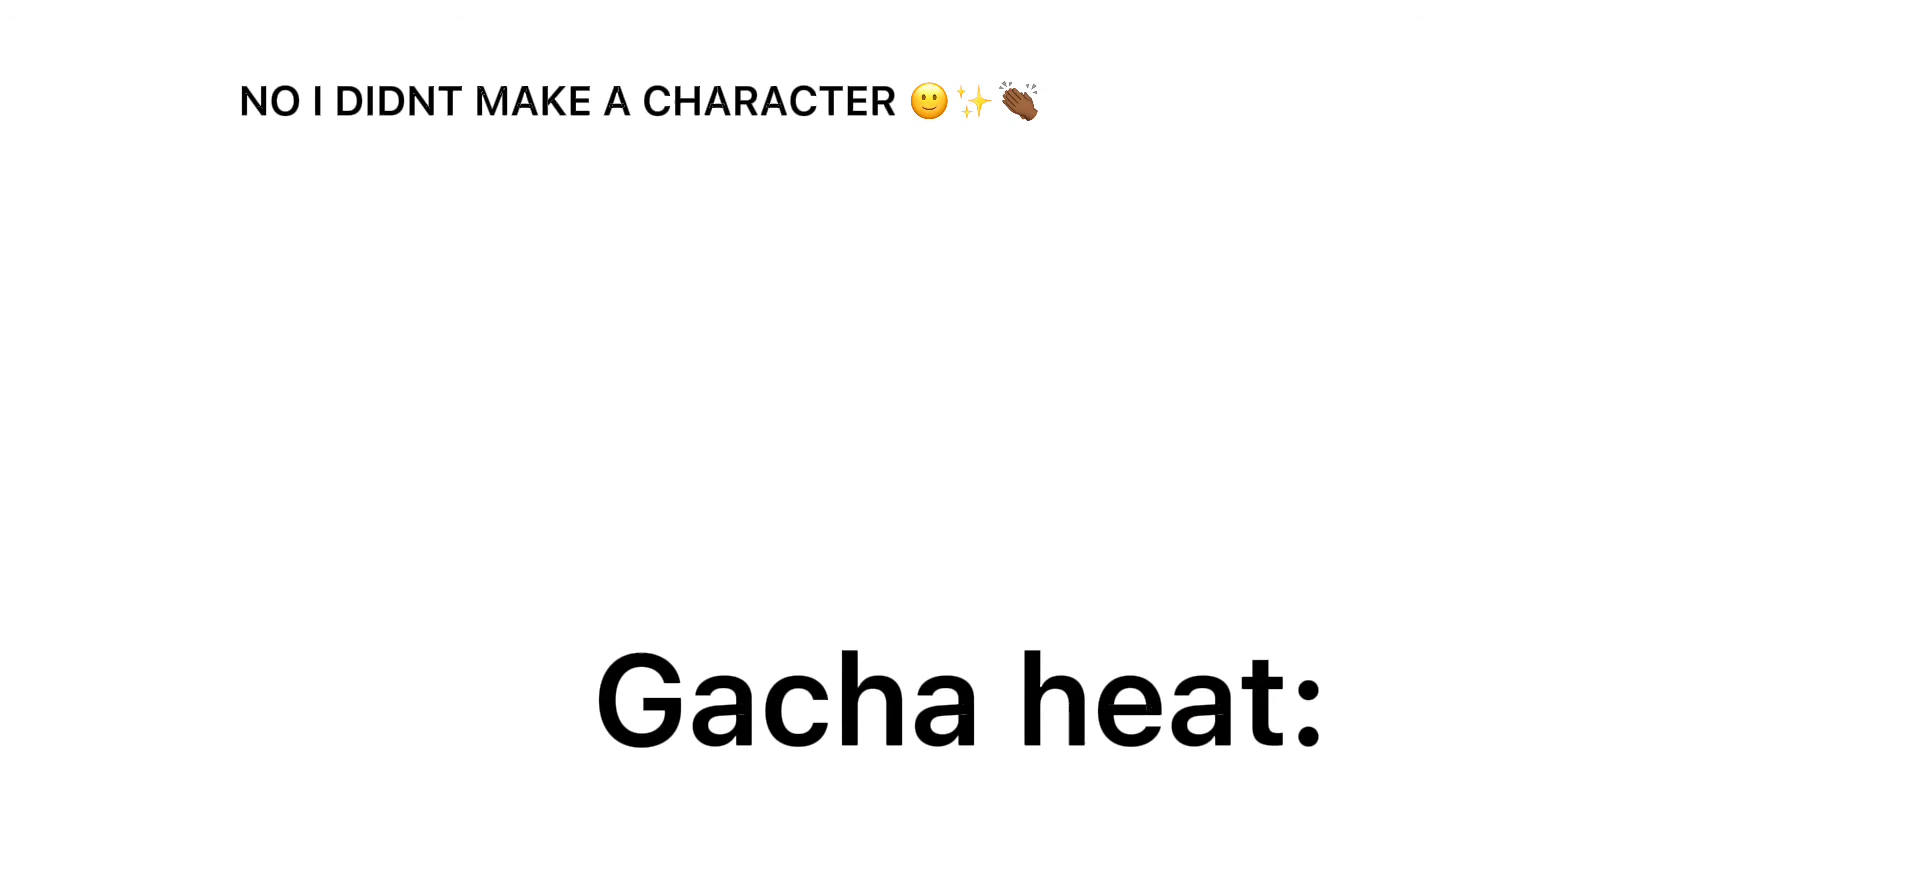 NO I DIDNT MAKE A CHARACTER 🙂✨👏🏾
Gacha heat: